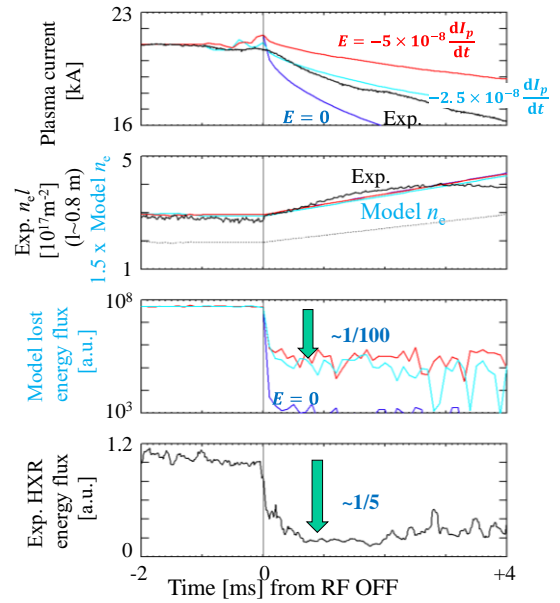 23
Plasma current
[kA]
16
E = −5 × 10⁻⁸ dIₚ/dt
−2.5 × 10⁻⁸ dIₚ/dt
E = 0
Exp.
5
Exp. nₑl
[10¹⁷m⁻²]
(l~0.8 m)
1.5 x Model nₑ
1
Exp.
Model nₑ
10⁸
Model lost
energy flux
[a.u.]
10³
~1/100
E = 0
1.2
Exp. HXR
energy flux
[a.u.]
0
~1/5
-2 0 +4
Time [ms] from RF OFF